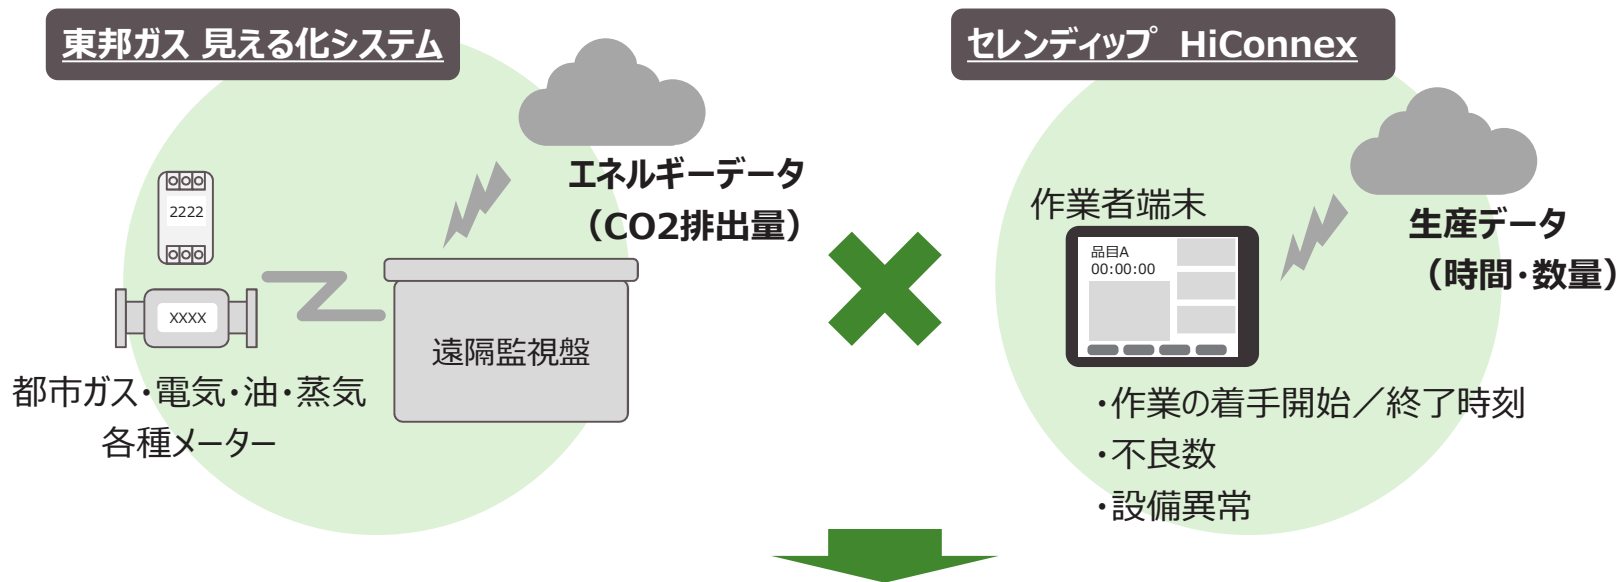 東邦ガス 見える化システム
エネルギーデータ
（CO2排出量）
2222
XXXX
遠隔監視盤
都市ガス・電気・油・蒸気
各種メーター
セレンディップ HiConnex
作業者端末
品目A
00:00:00
生産データ
（時間・数量）
・作業の着手開始／終了時刻
・不良数
・設備異常